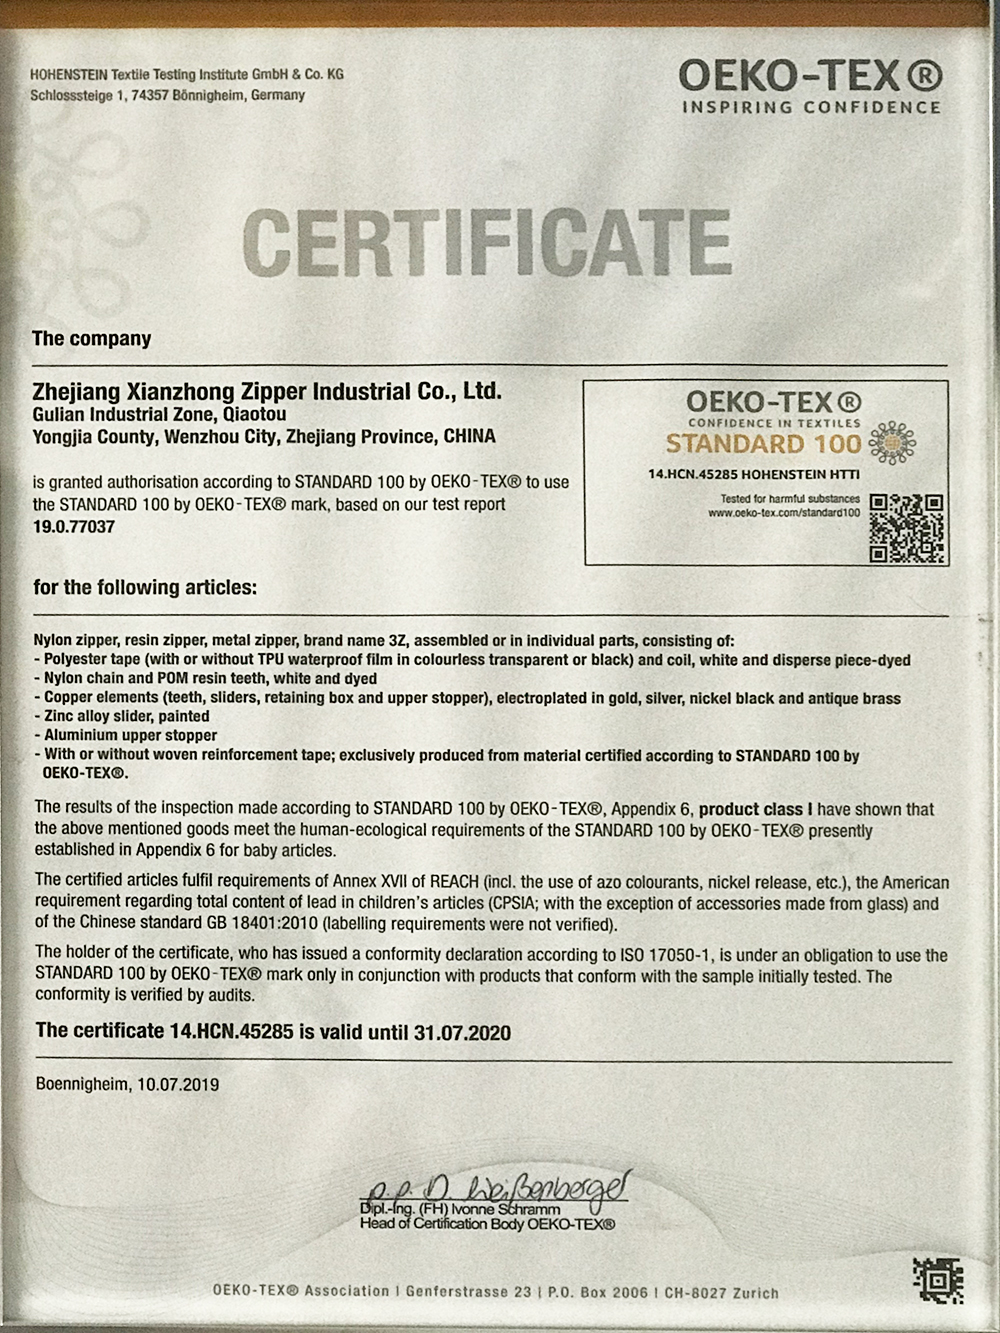 HOHENSTEIN Textile Testing Institute GmbH & Co. KG
Schlosssteige 1, 74357 Bönnigheim, Germany
OEKO-TEX®
INSPIRING CONFIDENCE
CERTIFICATE
The company
Zhejiang Xianzhong Zipper Industrial Co., Ltd.
Gulian Industrial Zone, Qiaotou
Yongjia County, Wenzhou City, Zhejiang Province, CHINA
is granted authorisation according to STANDARD 100 by OEKO-TEX® to use
the STANDARD 100 by OEKO-TEX® mark, based on our test report
19.0.77037
OEKO-TEX®
CONFIDENCE IN TEXTILES
STANDARD 100
14.HCN.45285 HOHENSTEIN HTTI
Tested for harmful substances
www.oeko-tex.com/standard100
for the following articles:
Nylon zipper, resin zipper, metal zipper, brand name 3Z, assembled or in individual parts, consisting of:
- Polyester tape (with or without TPU waterproof film in colourless transparent or black) and coil, white and disperse piece-dyed
- Nylon chain and POM resin teeth, white and dyed
- Copper elements (teeth, sliders, retaining box and upper stopper), electroplated in gold, silver, nickel black and antique brass
- Zinc alloy slider, painted
- Aluminium upper stopper
- With or without woven reinforcement tape; exclusively produced from material certified according to STANDARD 100 by
OEKO-TEX®.
The results of the inspection made according to STANDARD 100 by OEKO-TEX®, Appendix 6, product class I have shown that
the above mentioned goods meet the human-ecological requirements of the STANDARD 100 by OEKO-TEX® presently
established in Appendix 6 for baby articles.
The certified articles fulfil requirements of Annex XVII of REACH (incl. the use of azo colourants, nickel release, etc.), the American
requirement regarding total content of lead in children's articles (CPSIA; with the exception of accessories made from glass) and
of the Chinese standard GB 18401:2010 (labelling requirements were not verified).
The holder of the certificate, who has issued a conformity declaration according to ISO 17050-1, is under an obligation to use the
STANDARD 100 by OEKO-TEX® mark only in conjunction with products that conform with the sample initially tested. The
conformity is verified by audits.
The certificate 14.HCN.45285 is valid until 31.07.2020
Boennigheim, 10.07.2019
p.p. D. Weißenberger
Dipl.-Ing. (FH) Ivonne Schramm
Head of Certification Body OEKO-TEX®
OEKO-TEX® Association | Genferstrasse 23 | P.O. Box 2006 | CH-8027 Zurich